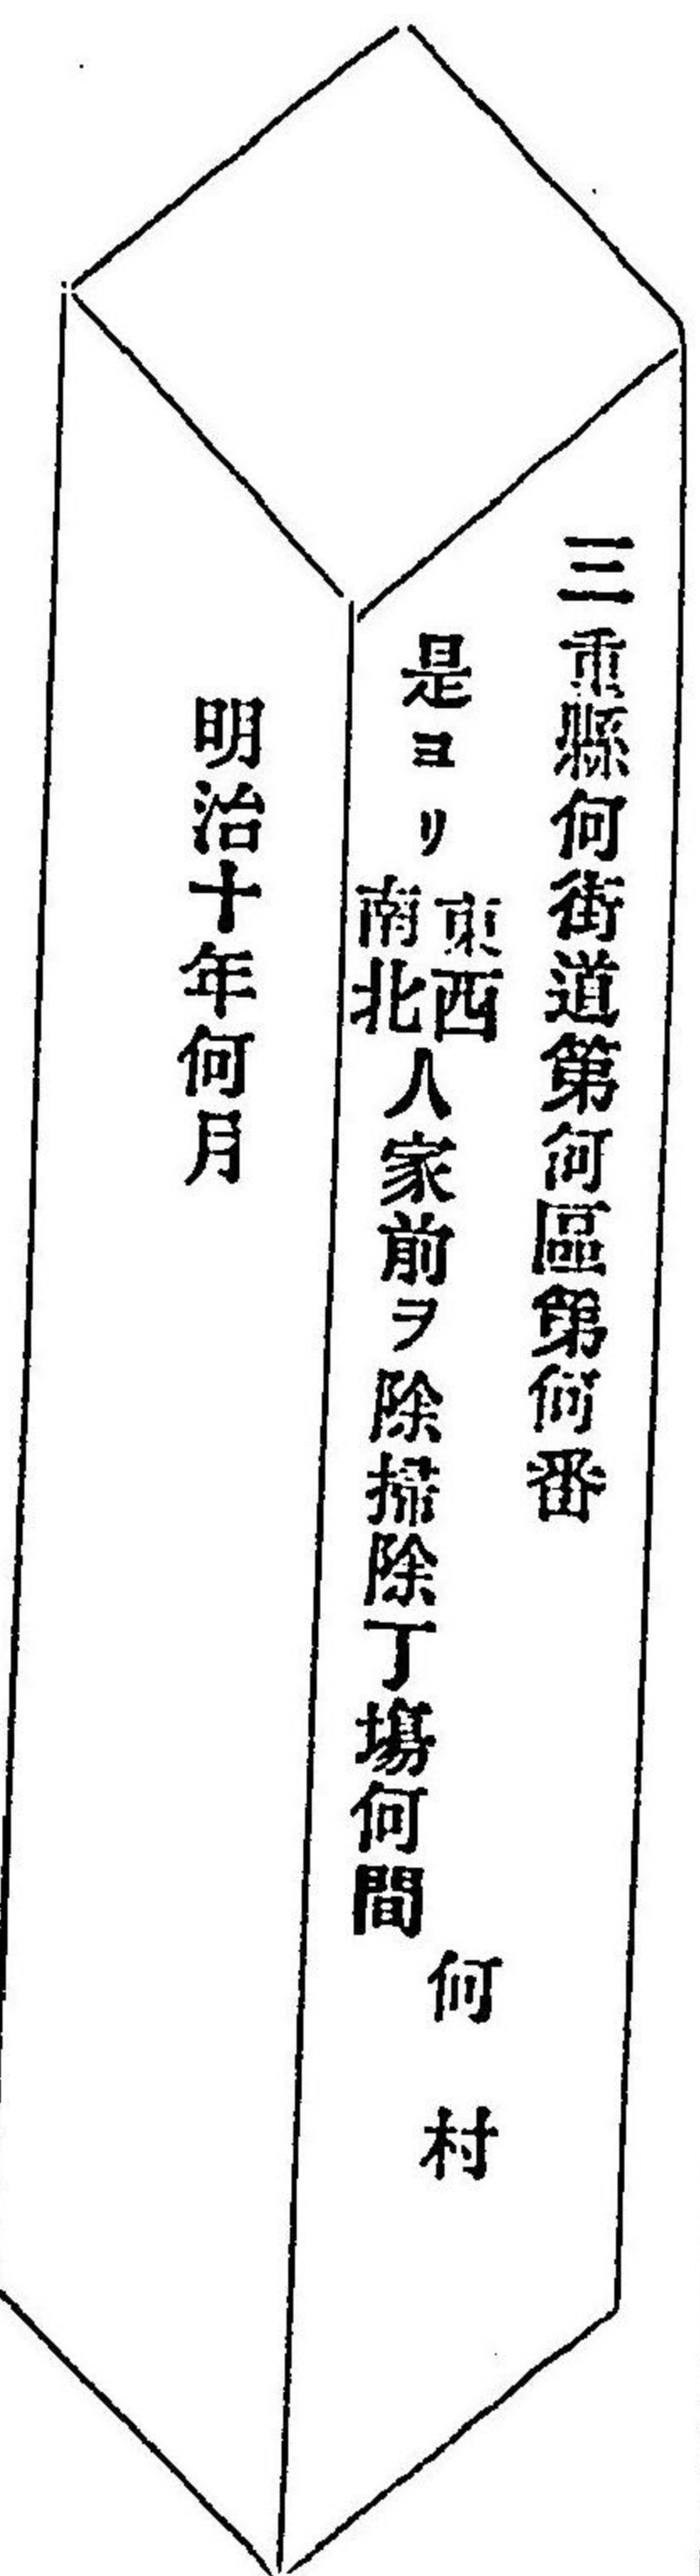 三重縣何街道第何區第何番
是ヨリ東西南北人家前ヲ除掃除丁塲何間
何村
明治十年何月